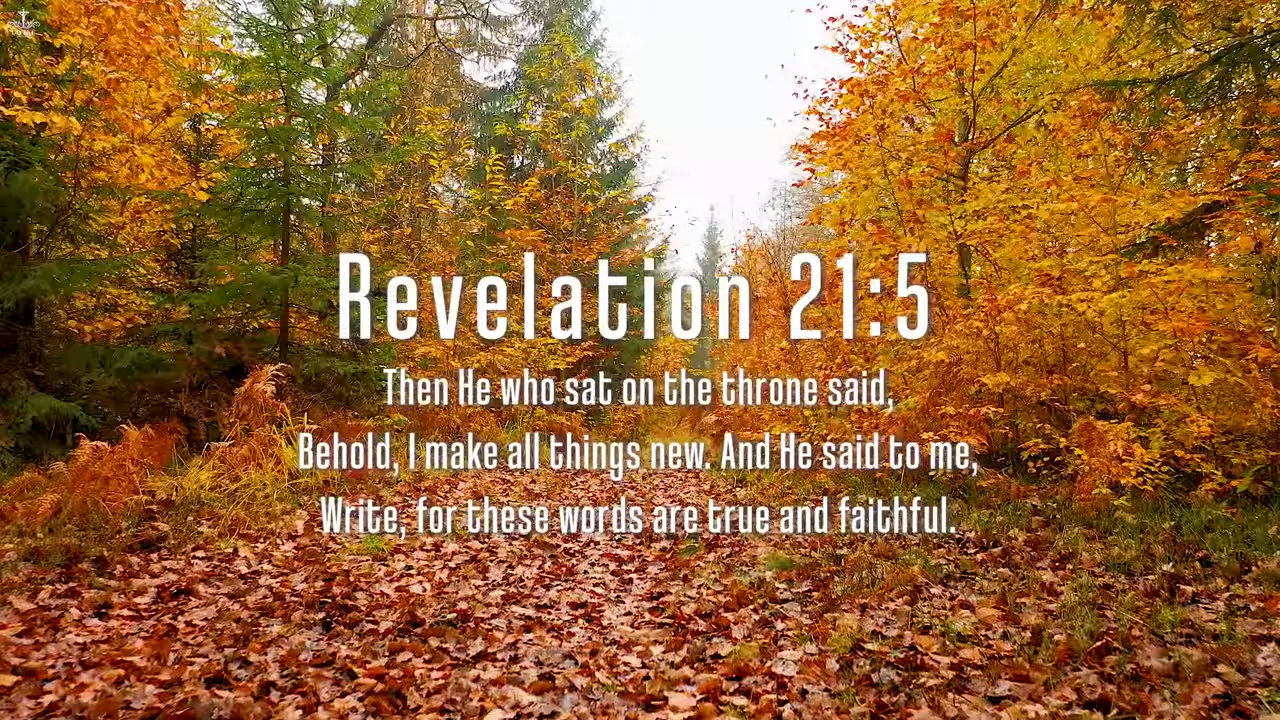 Revelation 21:5
Then He who sat on the throne said,
Behold, I make all things new. And He said to me,
Write, for these words are true and faithful.